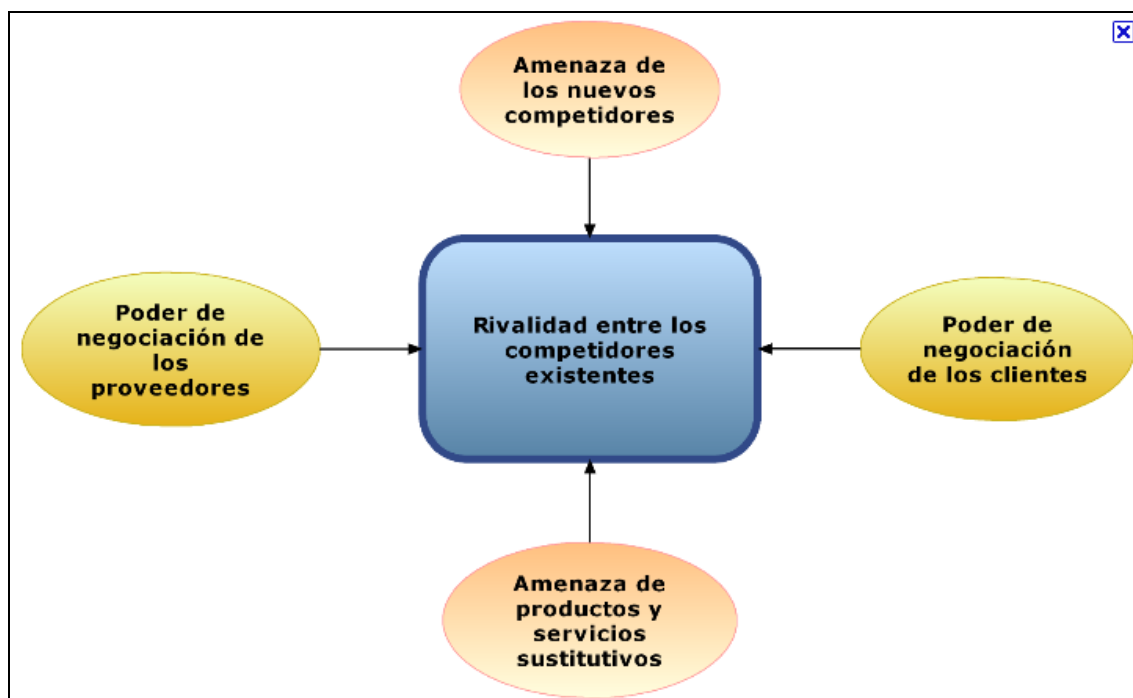 Amenaza de
los nuevos
competidores
Poder de
negociación de
los
proveedores
Rivalidad entre los
competidores
existentes
Poder de
negociación
de los clientes
Amenaza de
productos y
servicios
sustitutivos